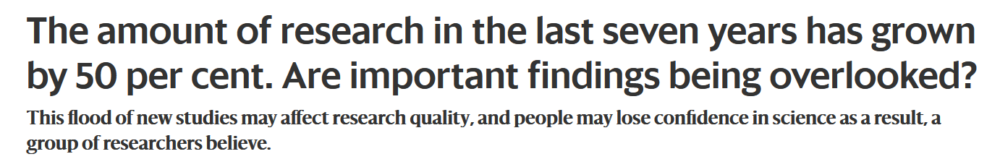 The amount of research in the last seven years has grown
by 50 per cent. Are important findings being overlooked?
This flood of new studies may affect research quality, and people may lose confidence in science as a result, a
group of researchers believe.